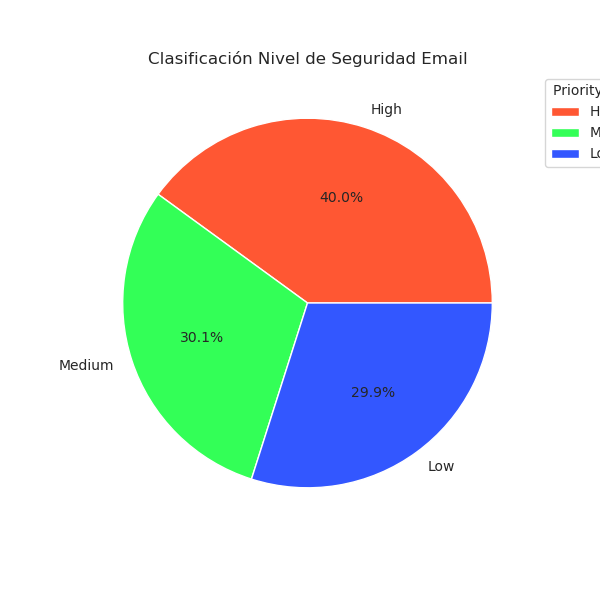 Clasificación Nivel de Seguridad Email
High
Priority
40.0%
30.1%
Medium
29.9%
Low